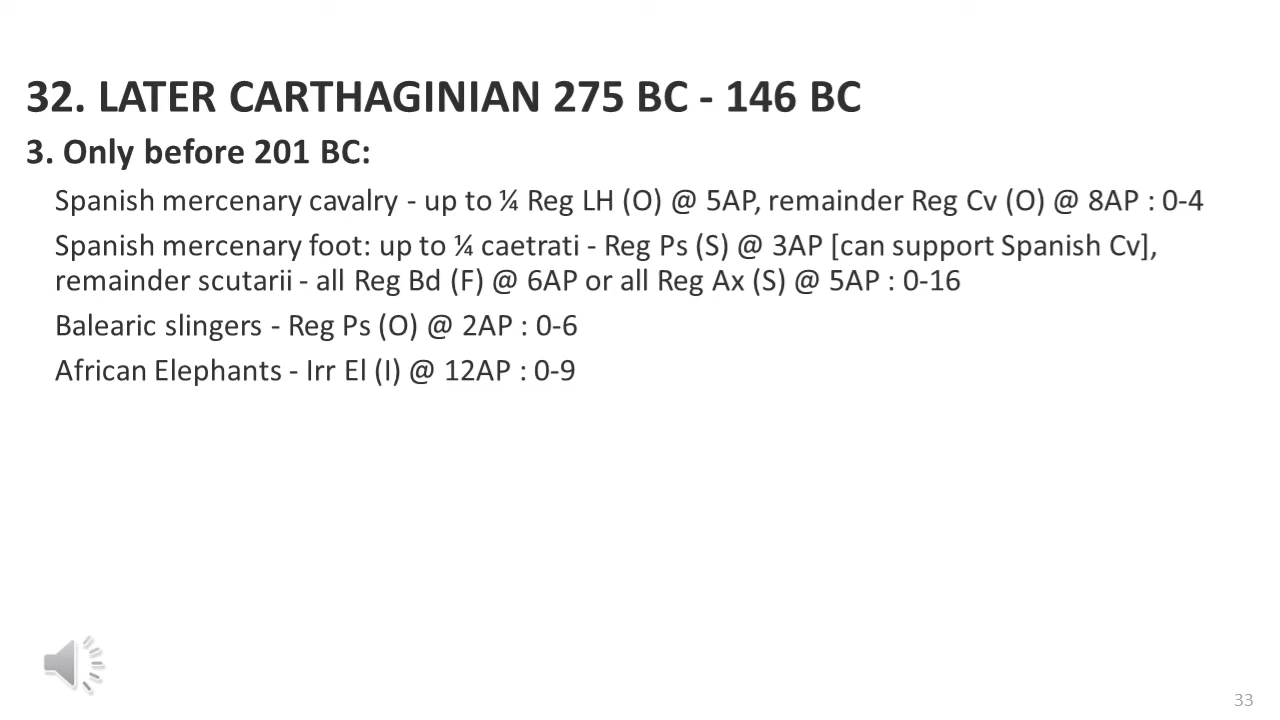 32. LATER CARTHAGINIAN 275 BC - 146 BC
3. Only before 201 BC:
Spanish mercenary cavalry - up to ¼ Reg LH (O) @ 5AP, remainder Reg Cv (O) @ 8AP : 0-4
Spanish mercenary foot: up to ¼ caetrati - Reg Ps (S) @ 3AP [can support Spanish Cv],
remainder scutarii - all Reg Bd (F) @ 6AP or all Reg Ax (S) @ 5AP : 0-16
Balearic slingers - Reg Ps (O) @ 2AP : 0-6
African Elephants - Irr El (I) @ 12AP : 0-9
33